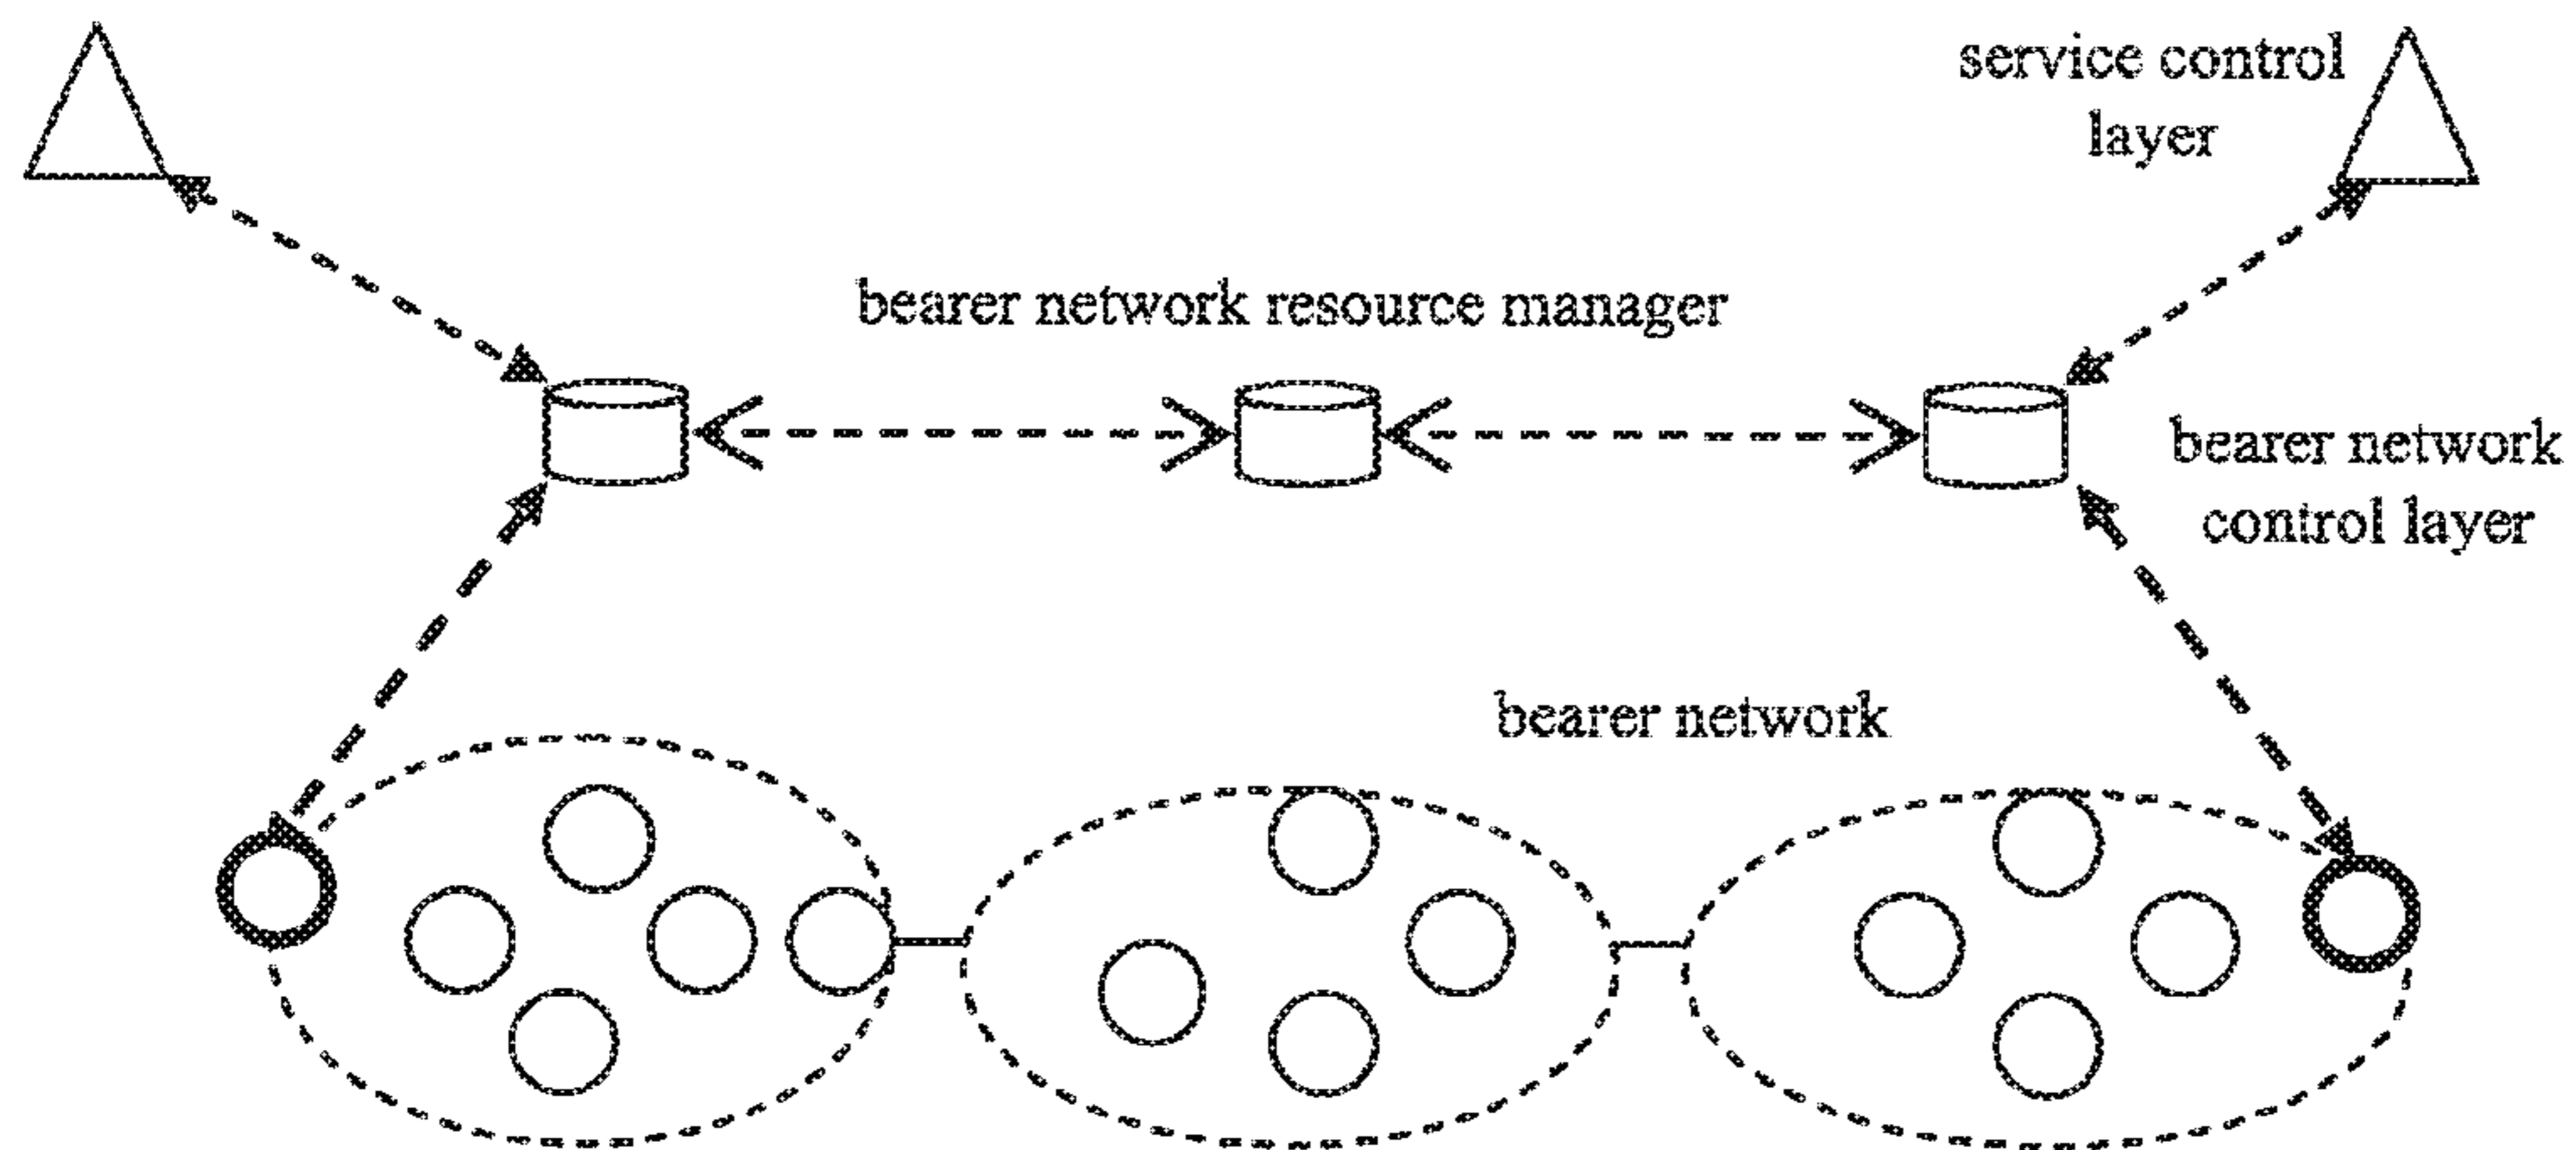 service control
layer
bearer network resource manager
bearer network
control layer
bearer network